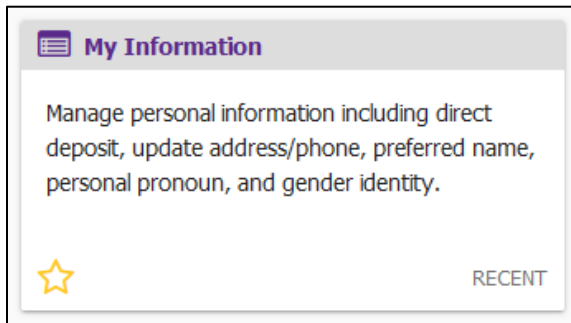 My Information
Manage personal information including direct
deposit, update address/phone, preferred name,
personal pronoun, and gender identity.
RECENT